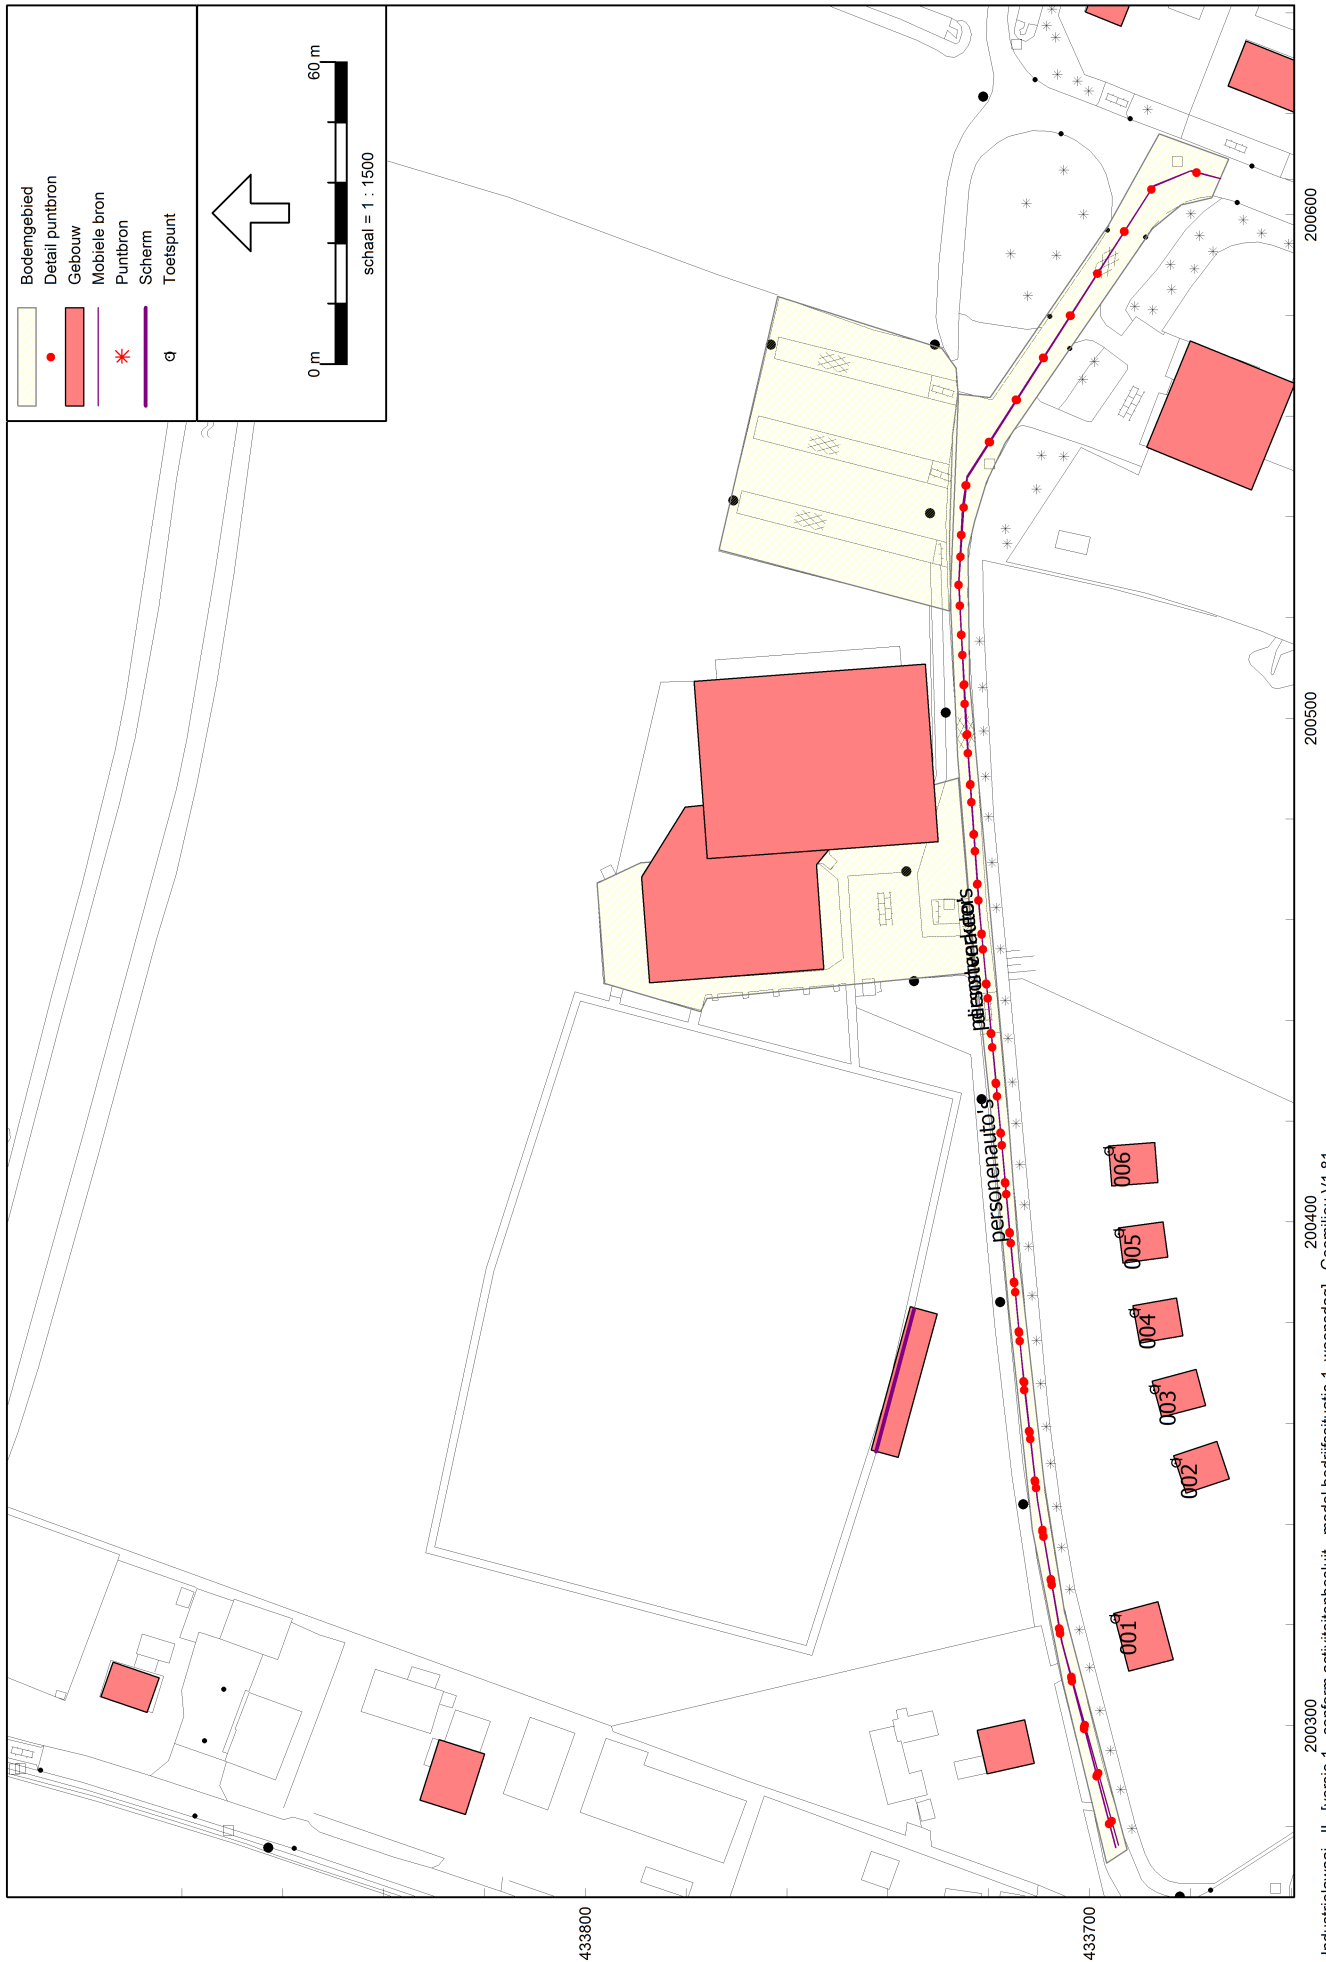 Bodemgebied
Detail puntbron
Gebouw
Mobiele bron
Puntbron
Scherm
Toetspunt
0 m
60 m
schaal = 1 : 1500
personenauto's
001
002
003
004
005
006
433800
433700
200300
200400
200500
200600